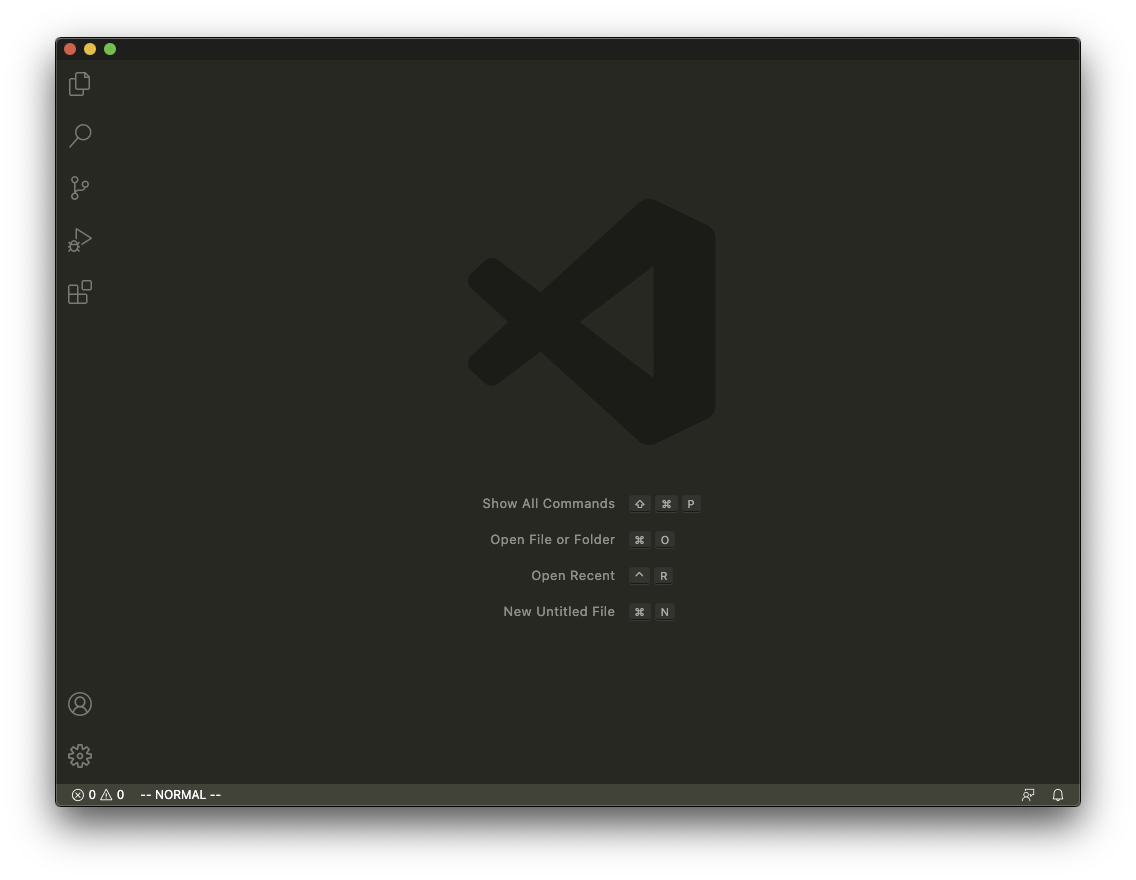 Show All Commands ⇧ ⌘ P
Open File or Folder ⌘ O
Open Recent ^ R
New Untitled File ⌘ N
0 0 -- NORMAL --